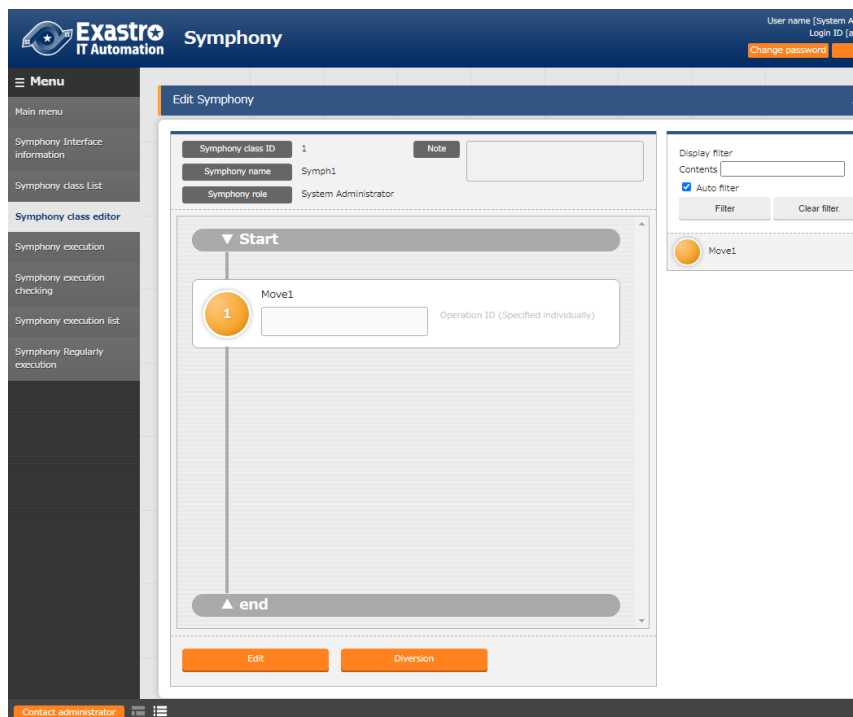 Exastro
IT Automation
Symphony
User name [System A
Login ID [a
Change password
Menu
Main menu
Symphony Interface
information
Symphony class List
Symphony class editor
Symphony execution
Symphony execution
checking
Symphony execution list
Symphony Regularly
execution
Edit Symphony
Symphony class ID 1 Note
Symphony name Symph1
Symphony role System Administrator
▼ Start
Move1
1 Operation ID (Specified individually)
▲ end
Edit Diversion
Display filter
Contents
Auto filter
Filter Clear filter.
Move1
Contact administrator